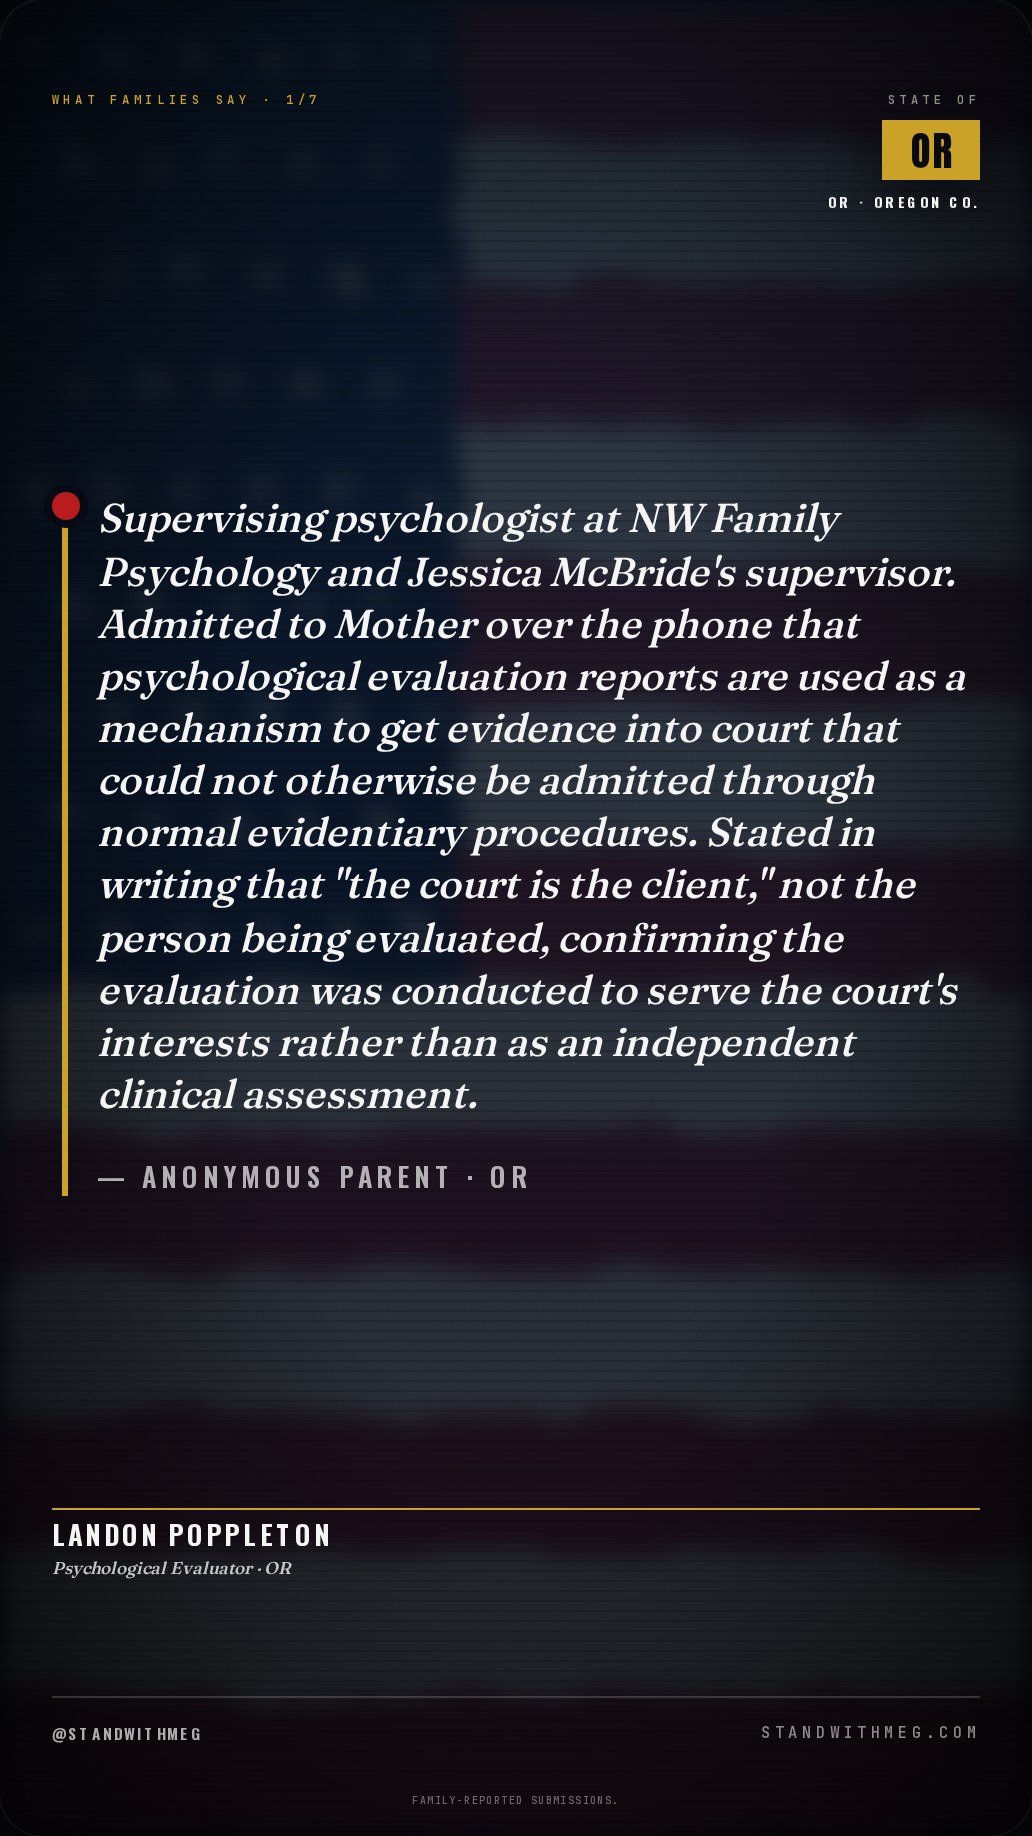 WHAT FAMILIES SAY · 1/7
STATE OF
OR
OR · OREGON CO.
Supervising psychologist at NW Family
Psychology and Jessica McBride's supervisor.
Admitted to Mother over the phone that
psychological evaluation reports are used as a
mechanism to get evidence into court that
could not otherwise be admitted through
normal evidentiary procedures. Stated in
writing that "the court is the client," not the
person being evaluated, confirming the
evaluation was conducted to serve the court's
interests rather than as an independent
clinical assessment.
— ANONYMOUS PARENT · OR
LANDON POPPLETON
Psychological Evaluator · OR
@STANDWITHMEG
STANDWITHMEG.COM
FAMILY-REPORTED SUBMISSIONS.